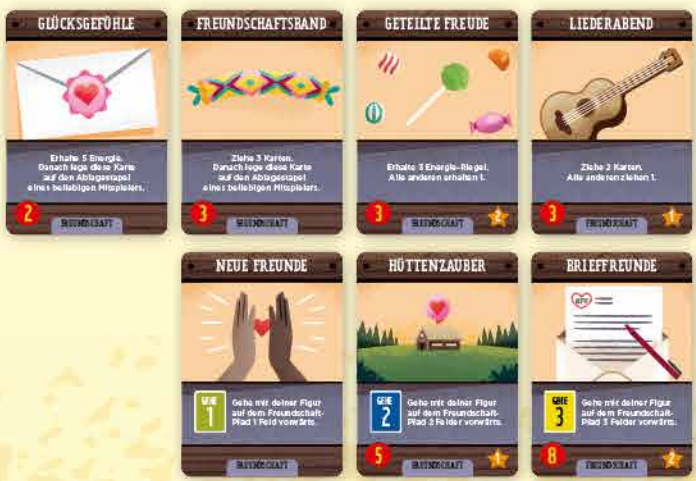 GLÜCKSGEFÜHLE
Erhalte 5 Energie.
Danach lege diese Karte
auf den Ablagestapel
eines beliebigen Mitspielers.
2
FREUNDSCHAFT
FREUNDSCHAFTSBAND
Ziehe 3 Karten.
Danach lege diese Karte
auf den Ablagestapel
eines beliebigen Mitspielers.
3
FREUNDSCHAFT
GETEILTE FREUDE
Erhalte 3 Energie-Riegel.
Alle anderen erhalten 1.
3
FREUNDSCHAFT
2
LIEDERABEND
Ziehe 2 Karten.
Alle anderen ziehen 1.
3
FREUNDSCHAFT
1
NEUE FREUNDE
GEHE
1
Gehe mit deiner Figur
auf dem Freundschaft-
Pfad 1 Feld vorwärts.
FREUNDSCHAFT
HÜTTENZAUBER
GEHE
2
Gehe mit deiner Figur
auf dem Freundschaft-
Pfad 2 Felder vorwärts.
5
FREUNDSCHAFT
1
BRIEFFREUNDE
BFF
GEHE
3
Gehe mit deiner Figur
auf dem Freundschaft-
Pfad 3 Felder vorwärts.
8
FREUNDSCHAFT
2